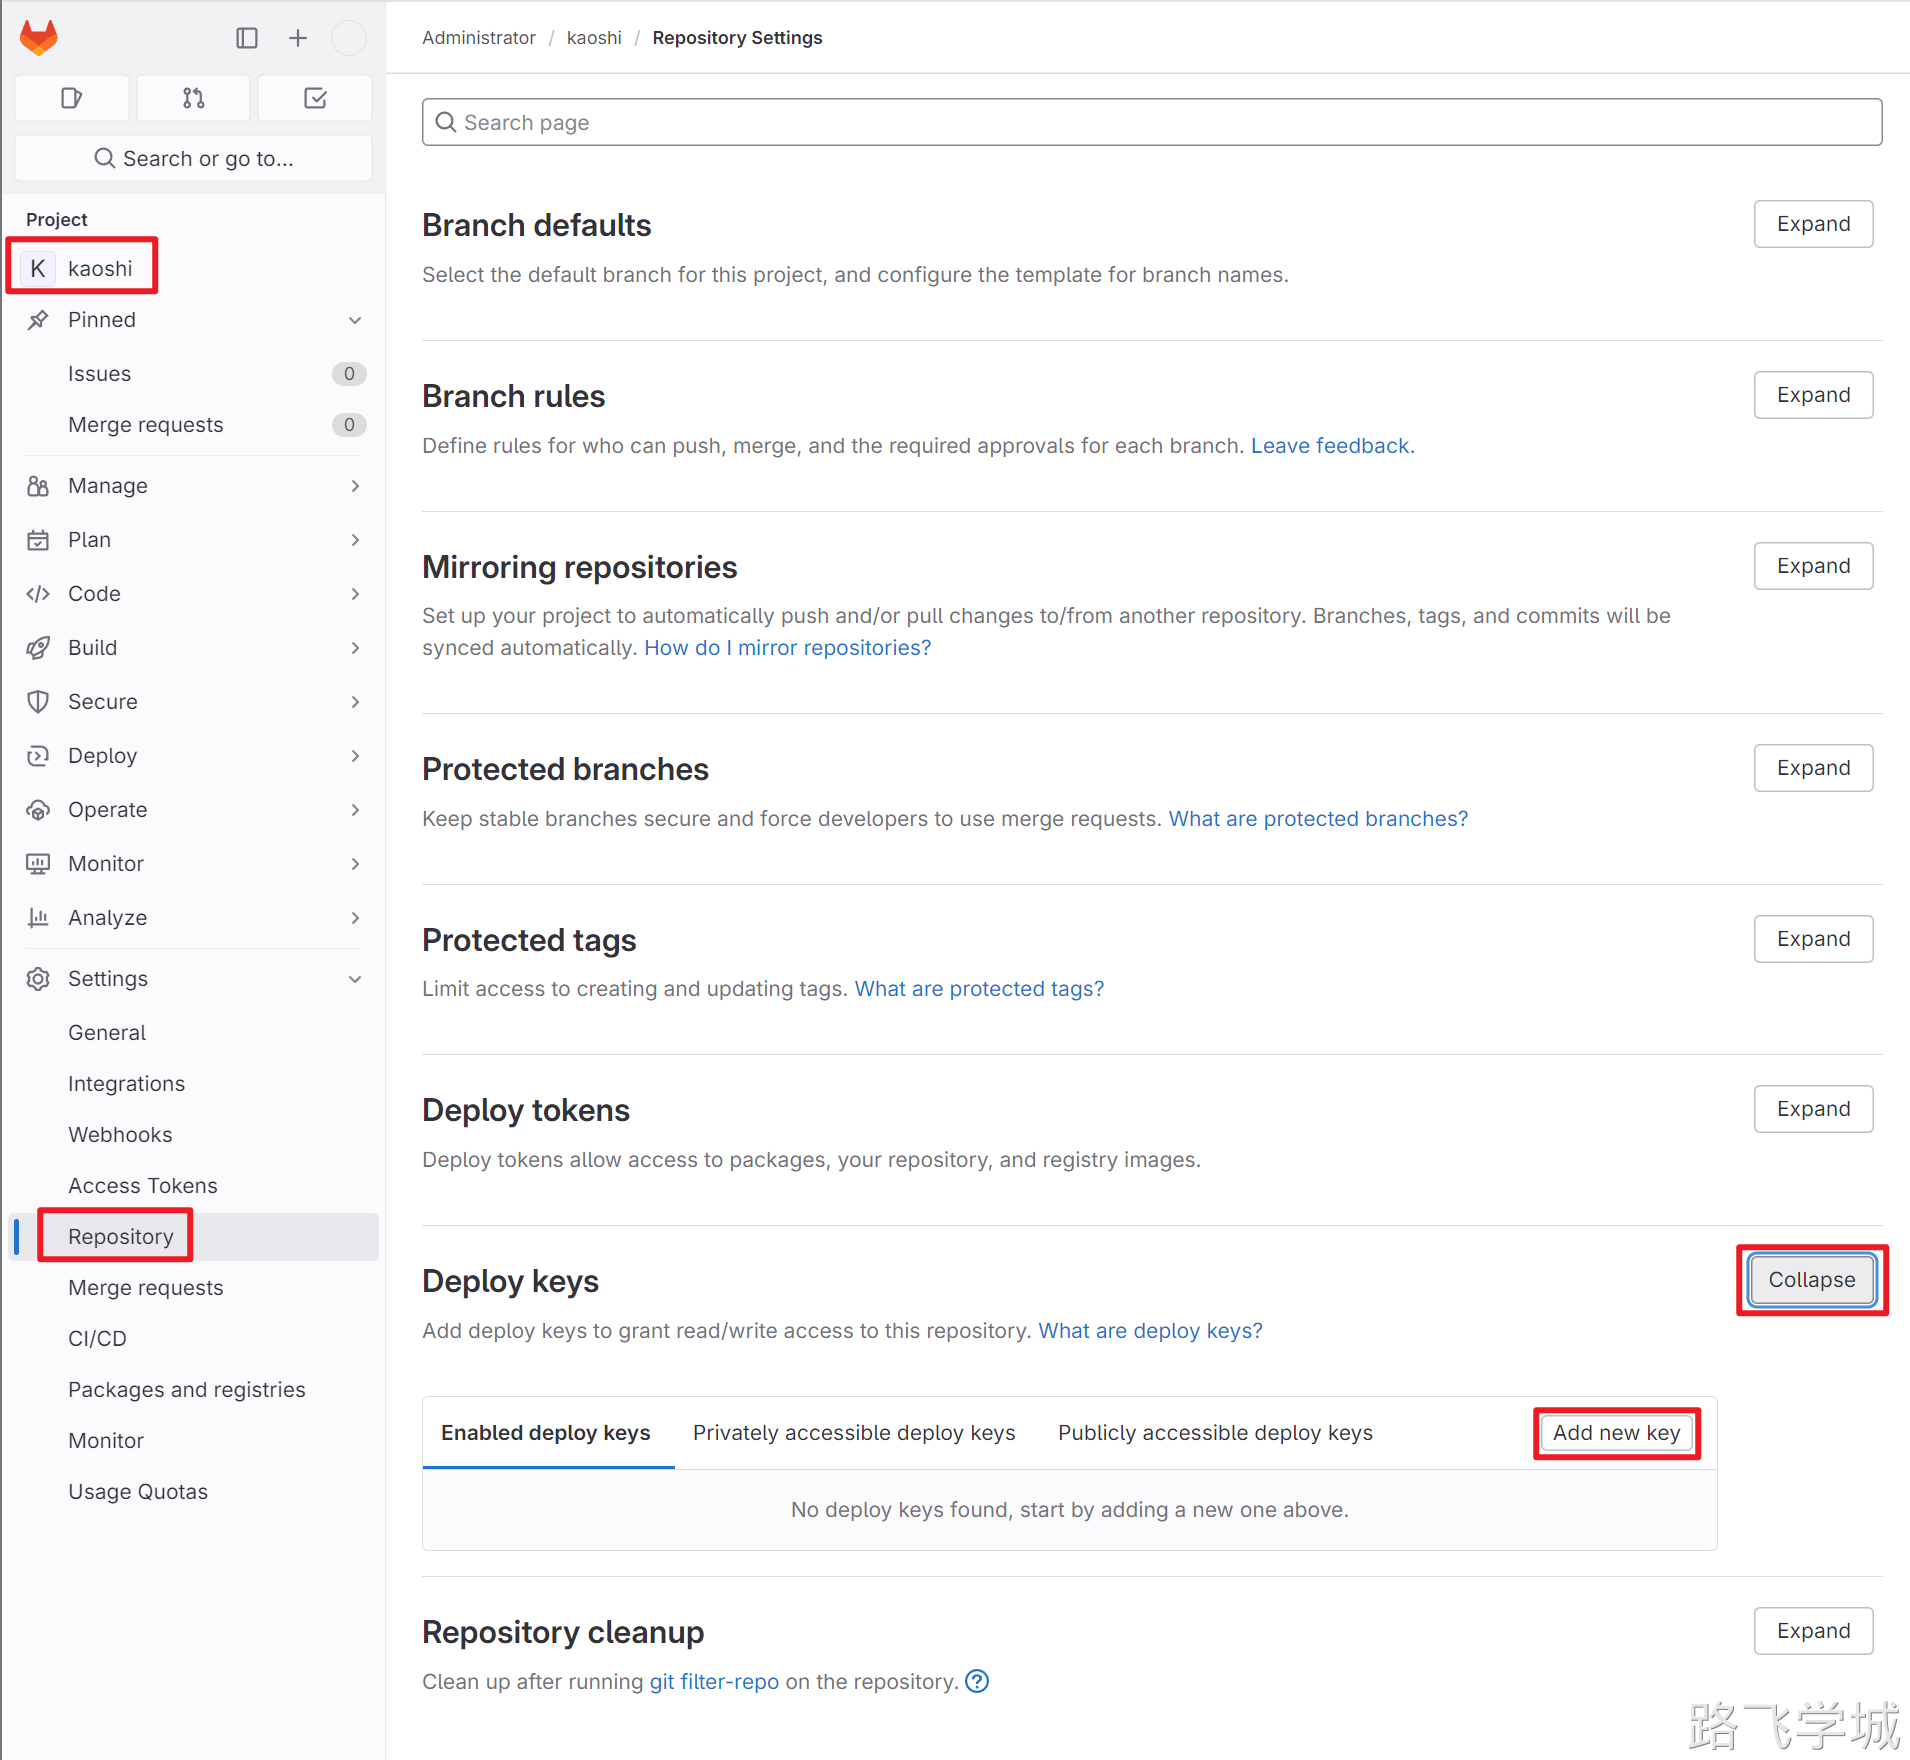 Search or go to...
Project
K kaoshi
Pinned
Issues 0
Merge requests 0
Manage
Plan
Code
Build
Secure
Deploy
Operate
Monitor
Analyze
Settings
General
Integrations
Webhooks
Access Tokens
Repository
Merge requests
CI/CD
Packages and registries
Monitor
Usage Quotas
Administrator / kaoshi / Repository Settings
Search page
Branch defaults
Expand
Select the default branch for this project, and configure the template for branch names.
Branch rules
Expand
Define rules for who can push, merge, and the required approvals for each branch. Leave feedback.
Mirroring repositories
Expand
Set up your project to automatically push and/or pull changes to/from another repository. Branches, tags, and commits will be
synced automatically. How do I mirror repositories?
Protected branches
Expand
Keep stable branches secure and force developers to use merge requests. What are protected branches?
Protected tags
Expand
Limit access to creating and updating tags. What are protected tags?
Deploy tokens
Expand
Deploy tokens allow access to packages, your repository, and registry images.
Deploy keys
Collapse
Add deploy keys to grant read/write access to this repository. What are deploy keys?
Enabled deploy keys Privately accessible deploy keys Publicly accessible deploy keys Add new key
No deploy keys found, start by adding a new one above.
Repository cleanup
Expand
Clean up after running git filter-repo on the repository. ?
路飞学城